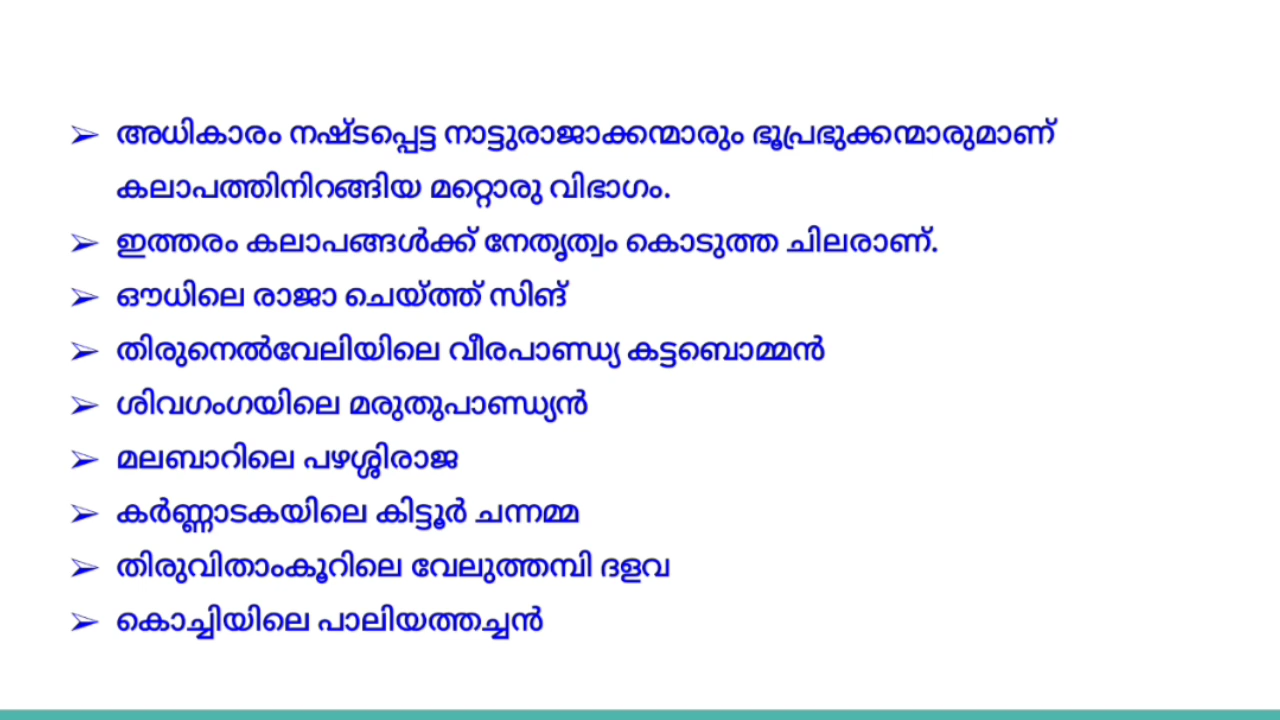 ➢ അധികാരം നഷ്ടപ്പെട്ട നാട്ടുരാജാക്കന്മാരും ഭൂപ്രഭുക്കന്മാരുമാണ്
കലാപത്തിനിറങ്ങിയ മറ്റൊരു വിഭാഗം.
➢ ഇത്തരം കലാപങ്ങൾക്ക് നേതൃത്വം കൊടുത്ത ചിലരാണ്.
➢ ഔധിലെ രാജാ ചെയ്ത്ത് സിങ്
➢ തിരുനെൽവേലിയിലെ വീരപാണ്ഡ്യ കട്ടബൊമ്മൻ
➢ ശിവഗംഗയിലെ മരുതുപാണ്ഡ്യൻ
➢ മലബാറിലെ പഴശ്ശിരാജ
➢ കർണ്ണാടകയിലെ കിട്ടൂർ ചന്നമ്മ
➢ തിരുവിതാംകൂറിലെ വേലുത്തമ്പി ദളവ
➢ കൊച്ചിയിലെ പാലിയത്തച്ചൻ